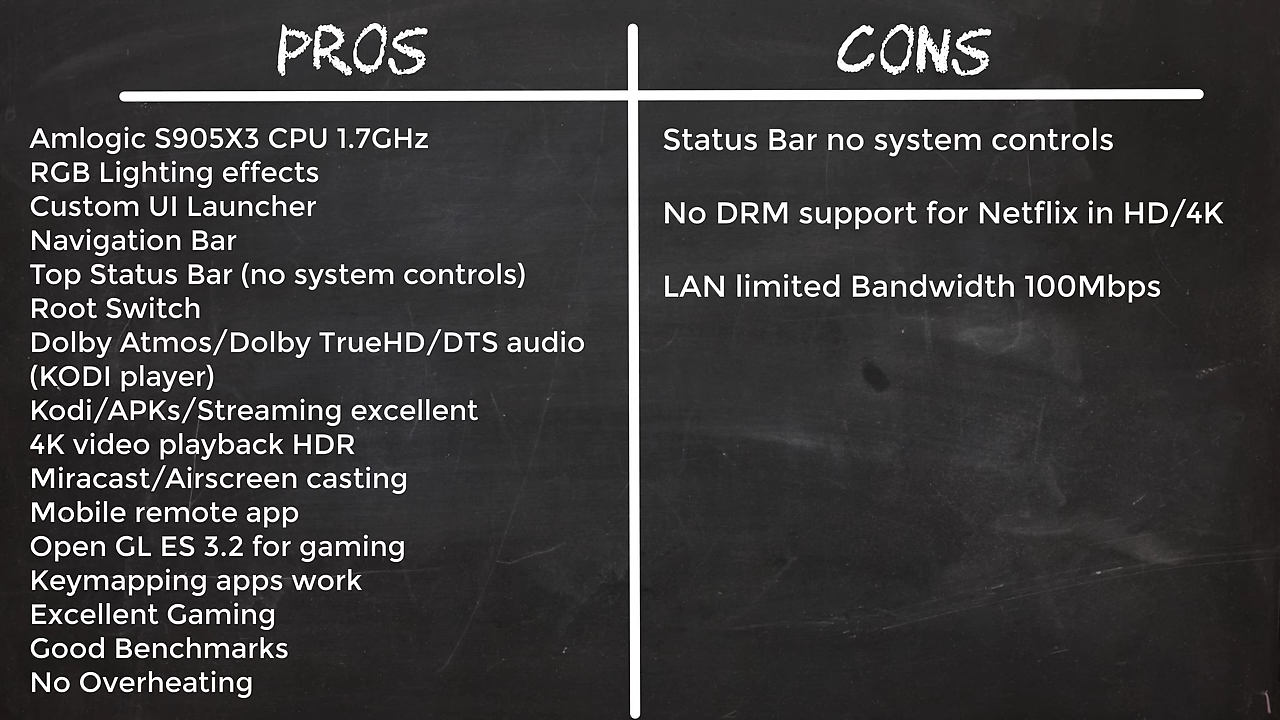 PROS
Amlogic S905X3 CPU 1.7GHz
RGB Lighting effects
Custom UI Launcher
Navigation Bar
Top Status Bar (no system controls)
Root Switch
Dolby Atmos/Dolby TrueHD/DTS audio
(KODI player)
Kodi/APKs/Streaming excellent
4K video playback HDR
Miracast/Airscreen casting
Mobile remote app
Open GL ES 3.2 for gaming
Keymapping apps work
Excellent Gaming
Good Benchmarks
No Overheating
CONS
Status Bar no system controls
No DRM support for Netflix in HD/4K
LAN limited Bandwidth 100Mbps